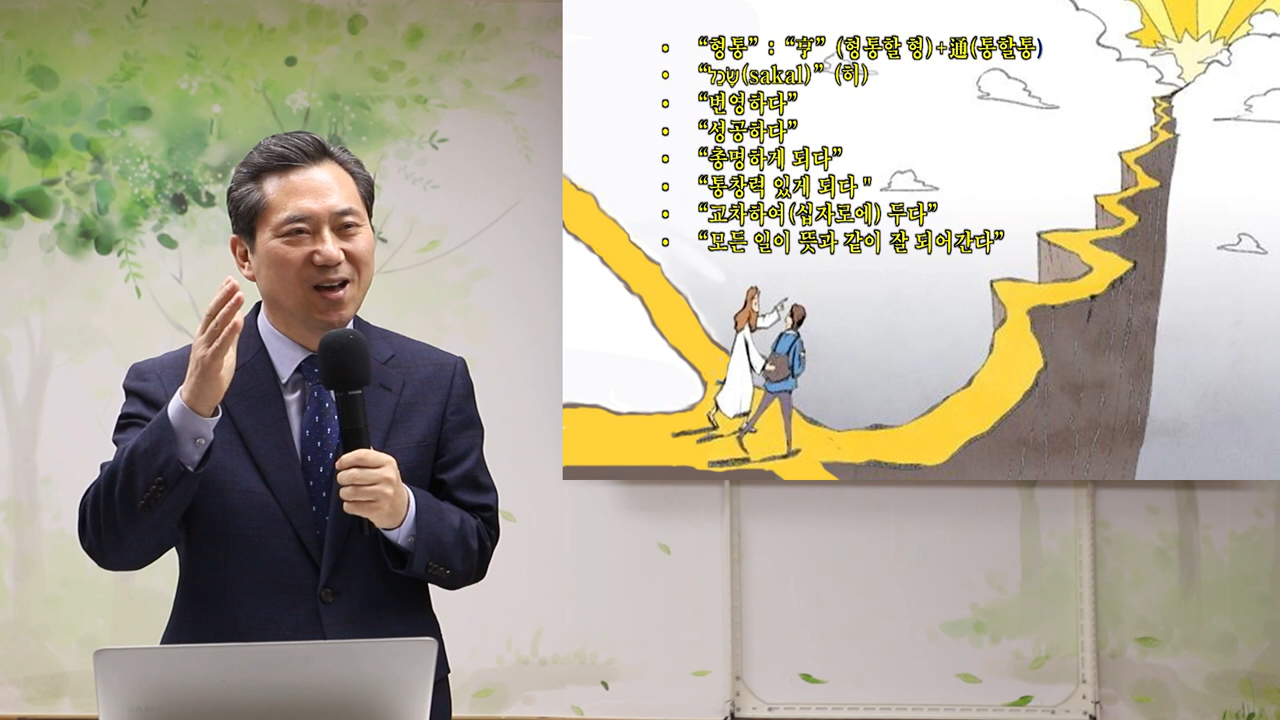 • “형통” : “亨” (형통할 형)+通(통할통)
• “שָׂכַל(sakal)” (히)
• “번영하다”
• “성공하다”
• “총명하게 되다”
• “통찰력 있게 되다"
• “교차하여(십자로에) 두다”
• “모든 일이 뜻과 같이 잘 되어간다”